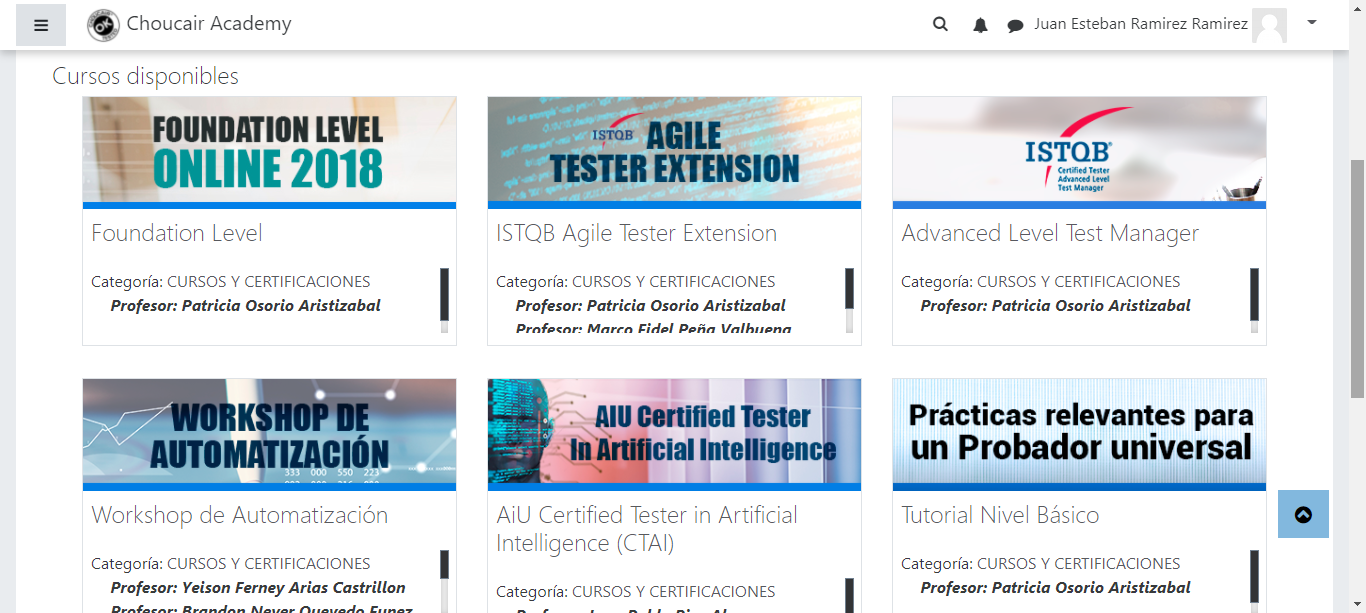 Choucair Academy
Juan Esteban Ramirez Ramirez
Cursos disponibles
FOUNDATION LEVEL
ONLINE 2018
Foundation Level
Categoría: CURSOS Y CERTIFICACIONES
Profesor: Patricia Osorio Aristizabal
ISTQB AGILE
TESTER EXTENSION
ISTQB Agile Tester Extension
Categoría: CURSOS Y CERTIFICACIONES
Profesor: Patricia Osorio Aristizabal
Profesor: Marco Fidel Peña Valbuena
ISTQB®
Certified Tester
Advanced Level
Test Manager
Advanced Level Test Manager
Categoría: CURSOS Y CERTIFICACIONES
Profesor: Patricia Osorio Aristizabal
WORKSHOP DE
AUTOMATIZACIÓN
333 000 550 223
Workshop de Automatización
Categoría: CURSOS Y CERTIFICACIONES
Profesor: Yeison Ferney Arias Castrillon
Profesor: Brandon Never Quevedo Funez
AiU Certified Tester
In Artificial Intelligence
AiU Certified Tester in Artificial
Intelligence (CTAI)
Categoría: CURSOS Y CERTIFICACIONES
Prácticas relevantes para
un Probador universal
Tutorial Nivel Básico
Categoría: CURSOS Y CERTIFICACIONES
Profesor: Patricia Osorio Aristizabal